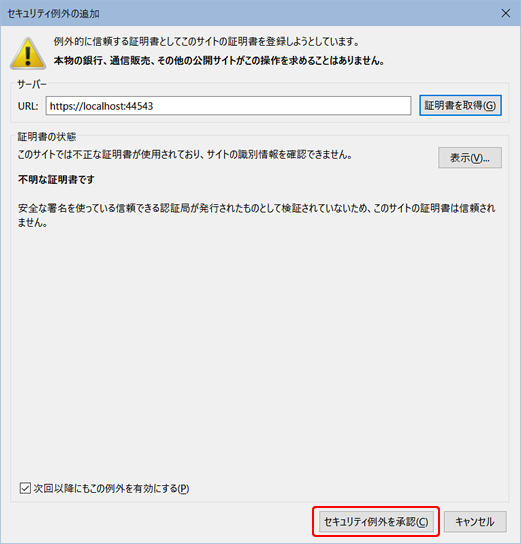 セキュリティ例外の追加
例外的に信頼する証明書としてこのサイトの証明書を登録しようとしています。
本物の銀行、通信販売、その他の公開サイトがこの操作を求めることはありません。
サーバー
URL: https://localhost:44543 証明書を取得(G)
証明書の状態
このサイトでは不正な証明書が使用されており、サイトの識別情報を確認できません。 表示(V)...
不明な証明書です
安全な署名を使っている信頼できる認証局が発行されたものとして検証されていないため、このサイトの証明書は信頼され
ません。
次回以降にもこの例外を有効にする(P)
セキュリティ例外を承認(C) キャンセル